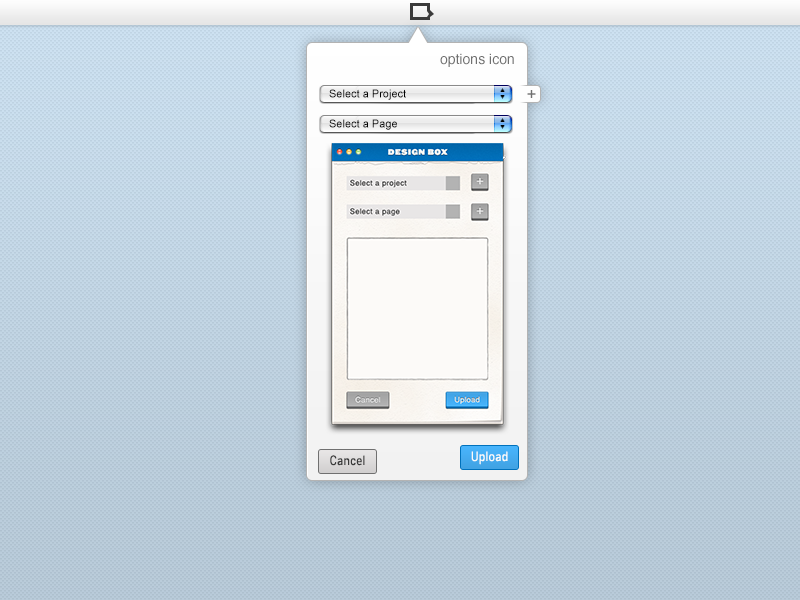 options icon
Select a Project
+
Select a Page
DESIGN BOX
Select a project
+
Select a page
+
Cancel
Upload
Cancel
Upload